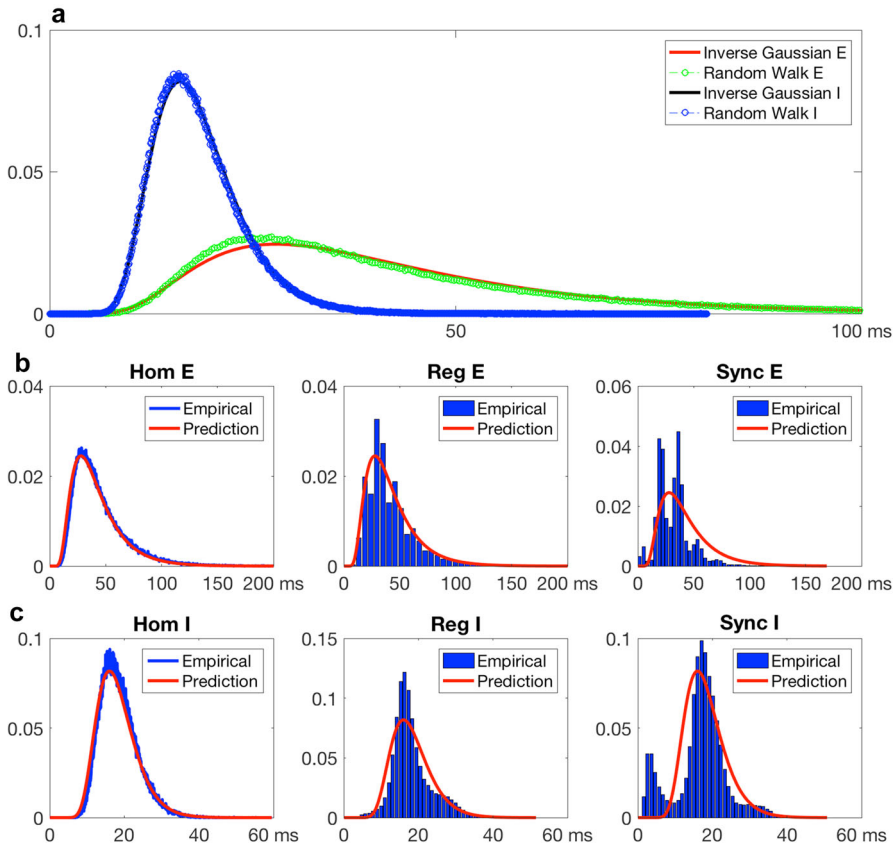 a
0.1
0.05
0
0
50
100 ms
Inverse Gaussian E
Random Walk E
Inverse Gaussian I
Random Walk I
b
Hom E
0.04
0.02
0
0 50 100 150 200 ms
Empirical
Prediction
Reg E
0.04
0.02
0
0 50 100 150 200
Empirical
Prediction
Sync E
0.06
0.04
0.02
0
0 50 100 150 200 ms
Empirical
Prediction
c
Hom I
0.1
0.05
0
0 20 40 60 ms
Empirical
Prediction
Reg I
0.15
0.1
0.05
0
0 20 40 60 ms
Empirical
Prediction
Sync I
0.1
0.05
0
0 20 40 60 ms
Empirical
Prediction